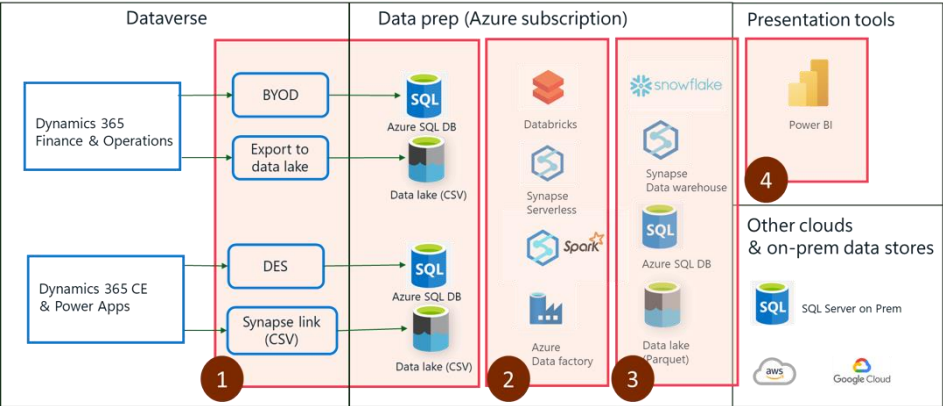 Dataverse
Data prep (Azure subscription)
Presentation tools
Dynamics 365
Finance & Operations
BYOD
SQL
Azure SQL DB
Export to
data lake
Data lake (CSV)
Dynamics 365 CE
& Power Apps
DES
SQL
Azure SQL DB
Synapse link
(CSV)
Data lake (CSV)
1
Databricks
Synapse
Serverless
Spark
Azure
Data factory
2
snowflake
Synapse
Data warehouse
SQL
Azure SQL DB
Data lake
(Parquet)
3
Power BI
4
Other clouds
& on-prem data stores
SQL
SQL Server on Prem
aws
Google Cloud